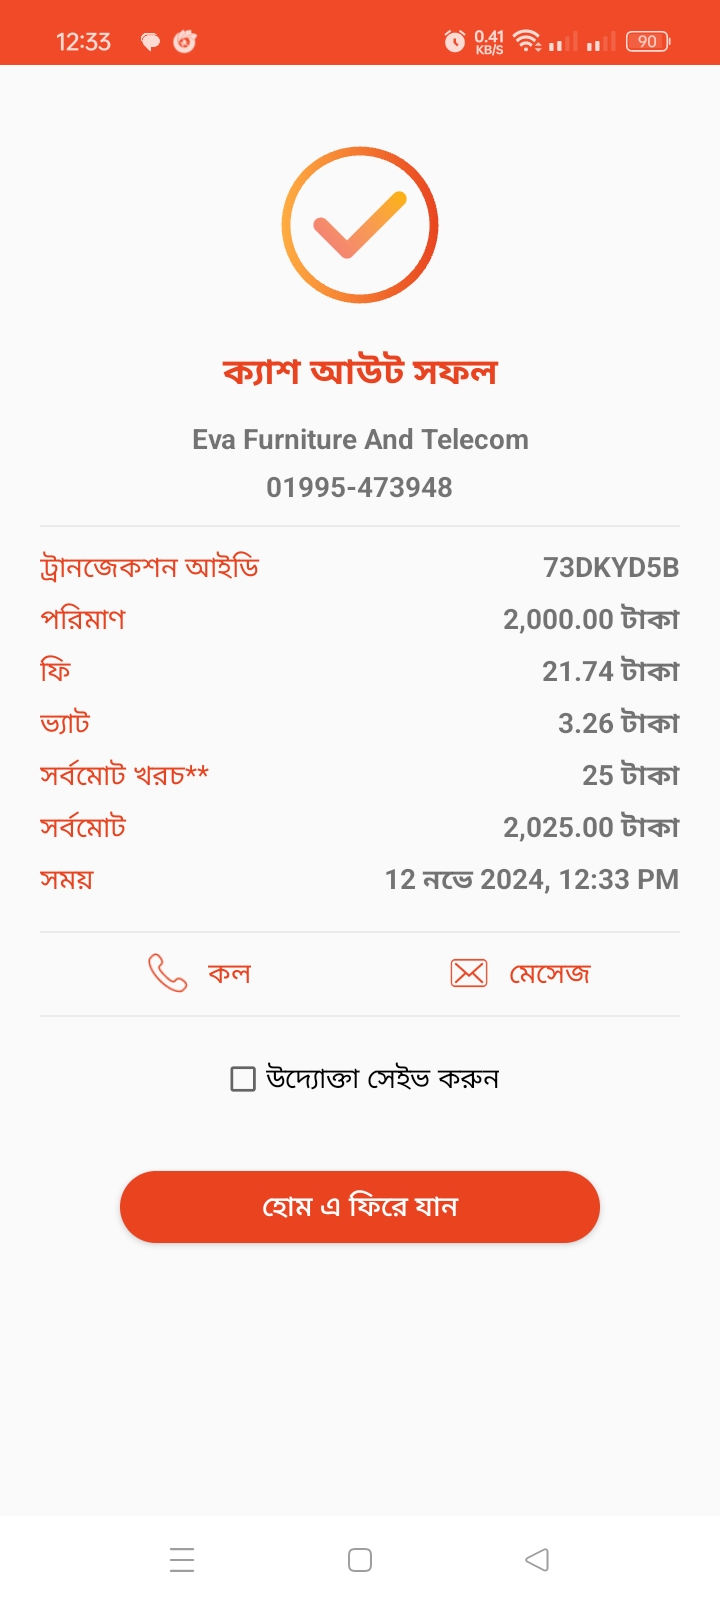 12:33
0.41
KB/S
90
ক্যাশ আউট সফল
Eva Furniture And Telecom
01995-473948
ট্রানজেকশন আইডি 73DKYD5B
পরিমাণ 2,000.00 টাকা
ফি 21.74 টাকা
ভ্যাট 3.26 টাকা
সর্বমোট খরচ** 25 টাকা
সর্বমোট 2,025.00 টাকা
সময় 12 নভে 2024, 12:33 PM
কল মেসেজ
উদ্যোক্তা সেইভ করুন
হোম এ ফিরে যান